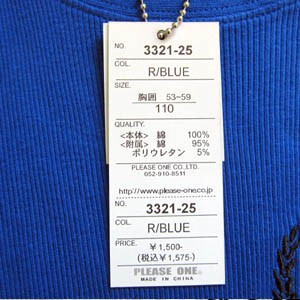 NO. 3321-25
COL. R/BLUE
SIZE. 胸囲 53~59
110
QUALITY.
<本体> 綿 100%
<附属> 綿 95%
ポリウレタン 5%
PLEASE ONE CO.,LTD.
052-910-8511
http://www.please-one.co.jp
NO. 3321-25
COL. R/BLUE
PRICE. ￥1,500-
(税込￥1,575-)
PLEASE ONE.
MADE IN CHINA